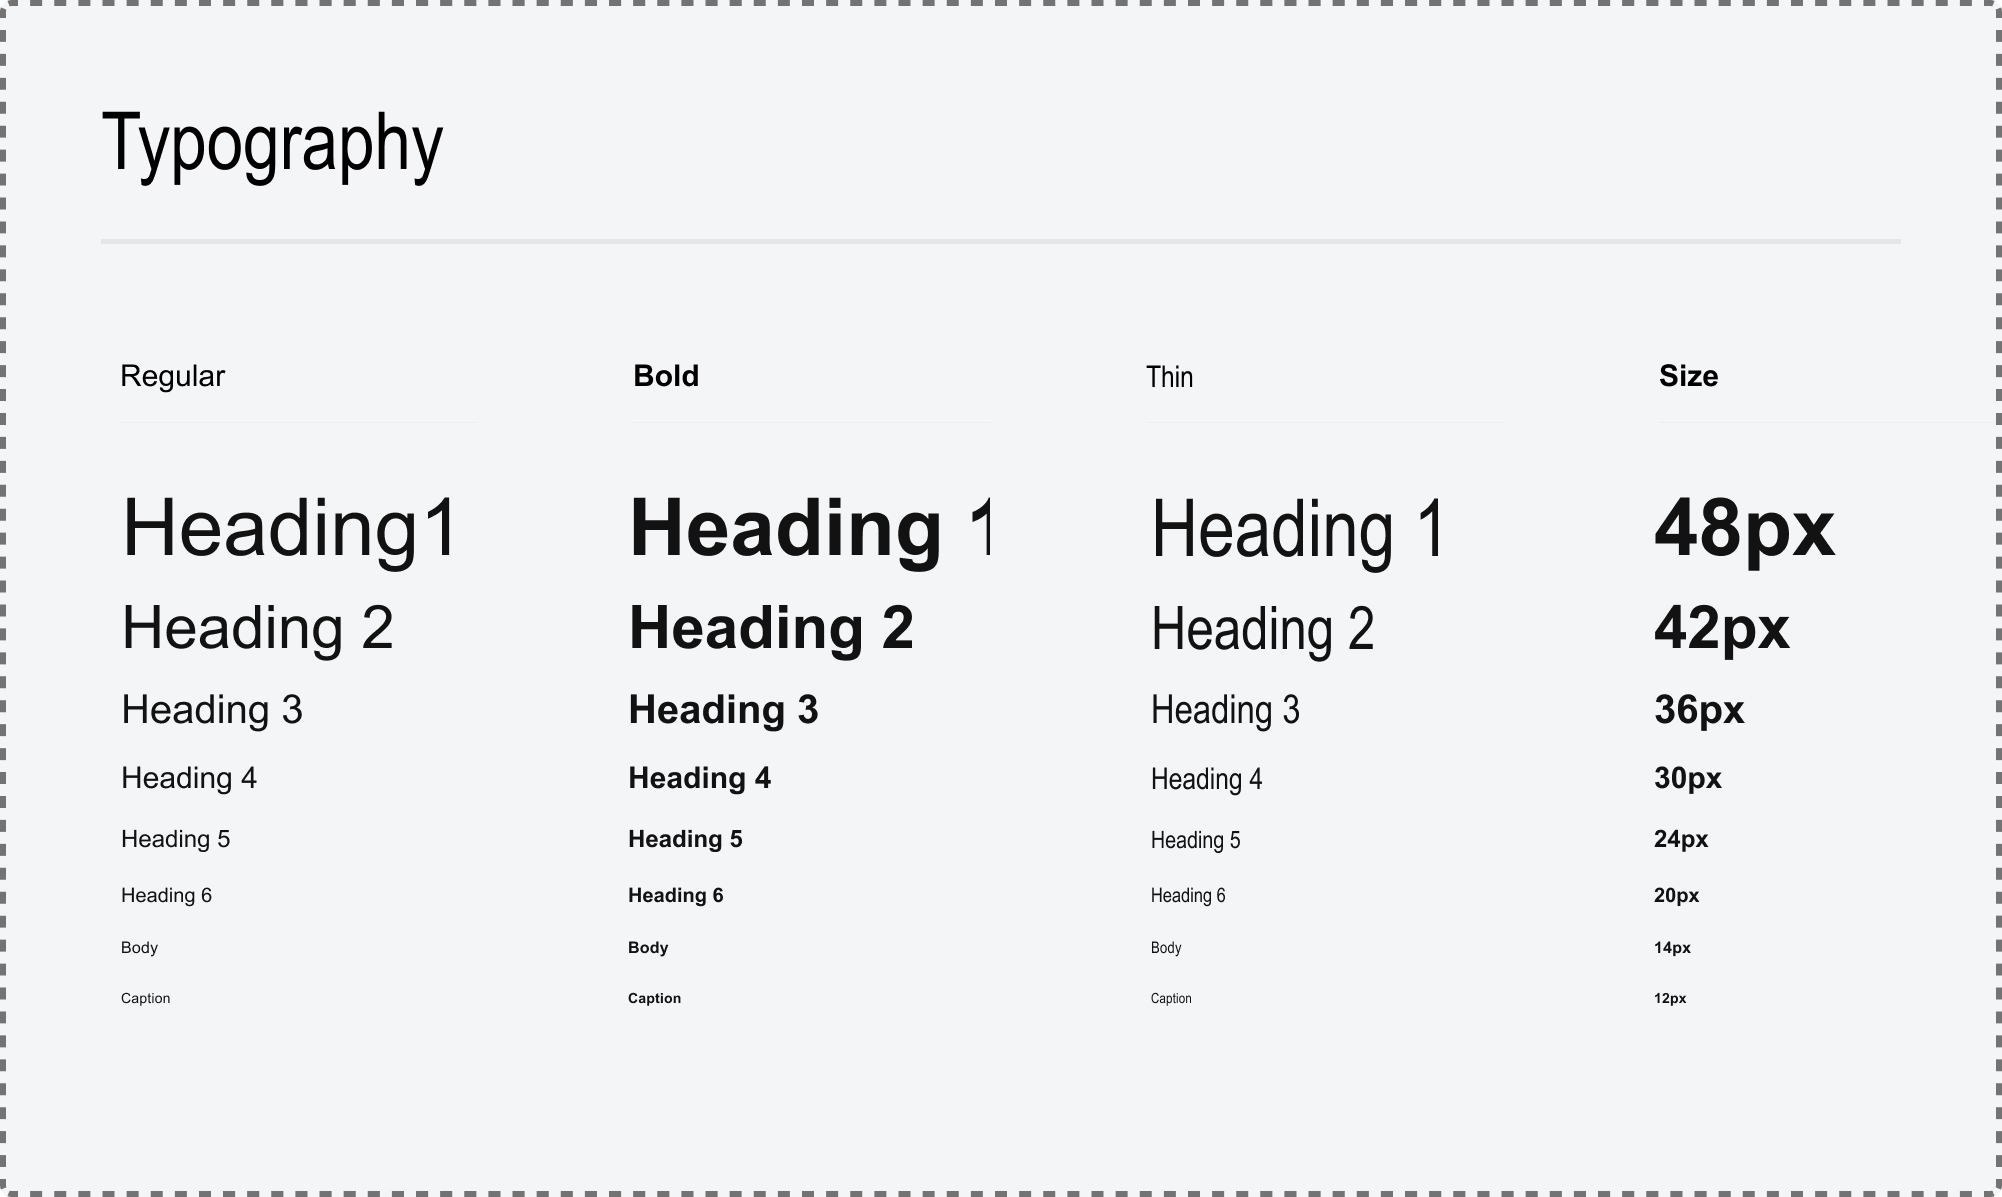 Typography
Regular Bold Thin Size
Heading1 Heading 1 Heading 1 48px
Heading 2 Heading 2 Heading 2 42px
Heading 3 Heading 3 Heading 3 36px
Heading 4 Heading 4 Heading 4 30px
Heading 5 Heading 5 Heading 5 24px
Heading 6 Heading 6 Heading 6 20px
Body Body Body 14px
Caption Caption Caption 12px